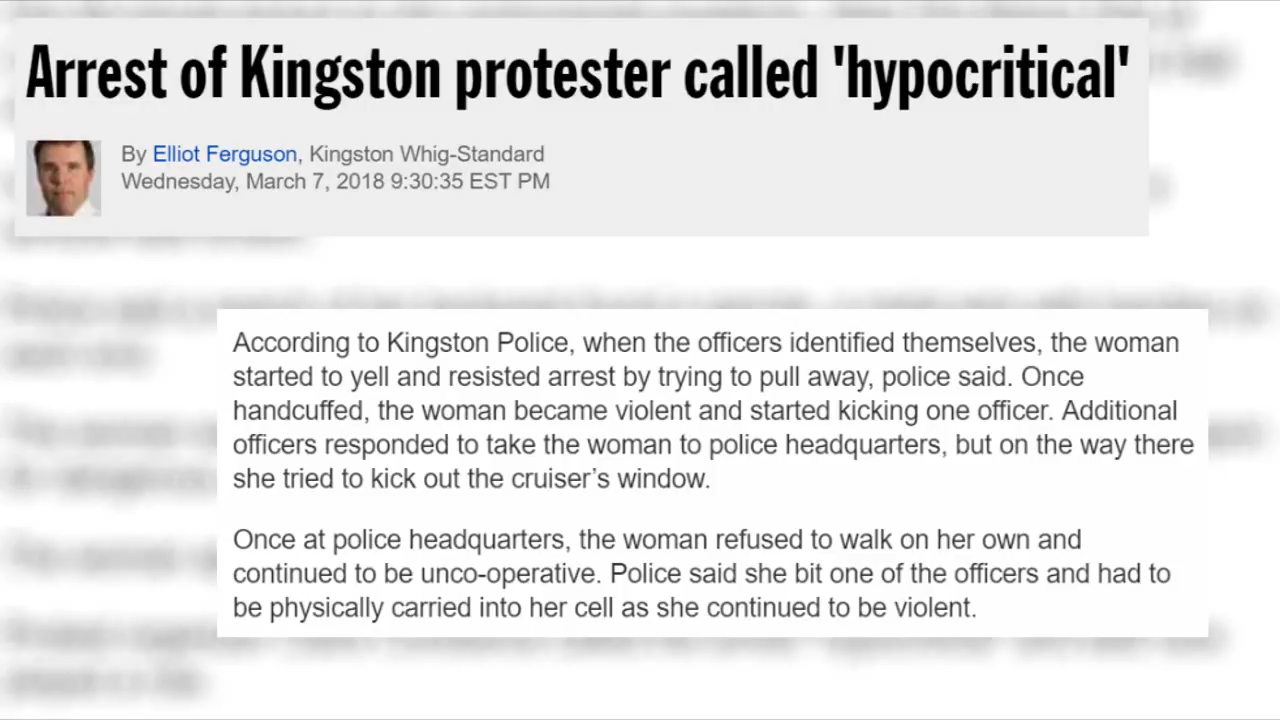 Arrest of Kingston protester called 'hypocritical'
By Elliot Ferguson, Kingston Whig-Standard
Wednesday, March 7, 2018 9:30:35 EST PM
According to Kingston Police, when the officers identified themselves, the woman
started to yell and resisted arrest by trying to pull away, police said. Once
handcuffed, the woman became violent and started kicking one officer. Additional
officers responded to take the woman to police headquarters, but on the way there
she tried to kick out the cruiser’s window.
Once at police headquarters, the woman refused to walk on her own and
continued to be unco-operative. Police said she bit one of the officers and had to
be physically carried into her cell as she continued to be violent.